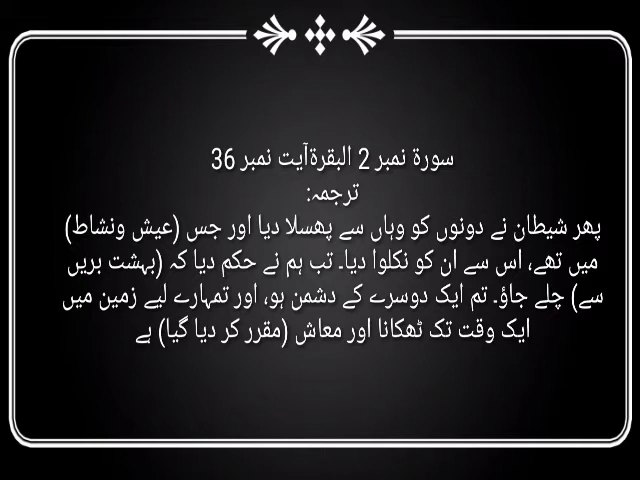 سورۃ نمبر 2 البقرۃآیت نمبر 36
ترجمہ:
پھر شیطان نے دونوں کو وہاں سے پھسلا دیا اور جس (عیش ونشاط)
میں تھے، اس سے ان کو نکلوا دیا۔ تب ہم نے حکم دیا کہ (بہشت بریں
سے) چلے جاؤ۔ تم ایک دوسرے کے دشمن ہو، اور تمہارے لیے زمین میں
ایک وقت تک ٹھکانا اور معاش (مقرر کر دیا گیا) ہے